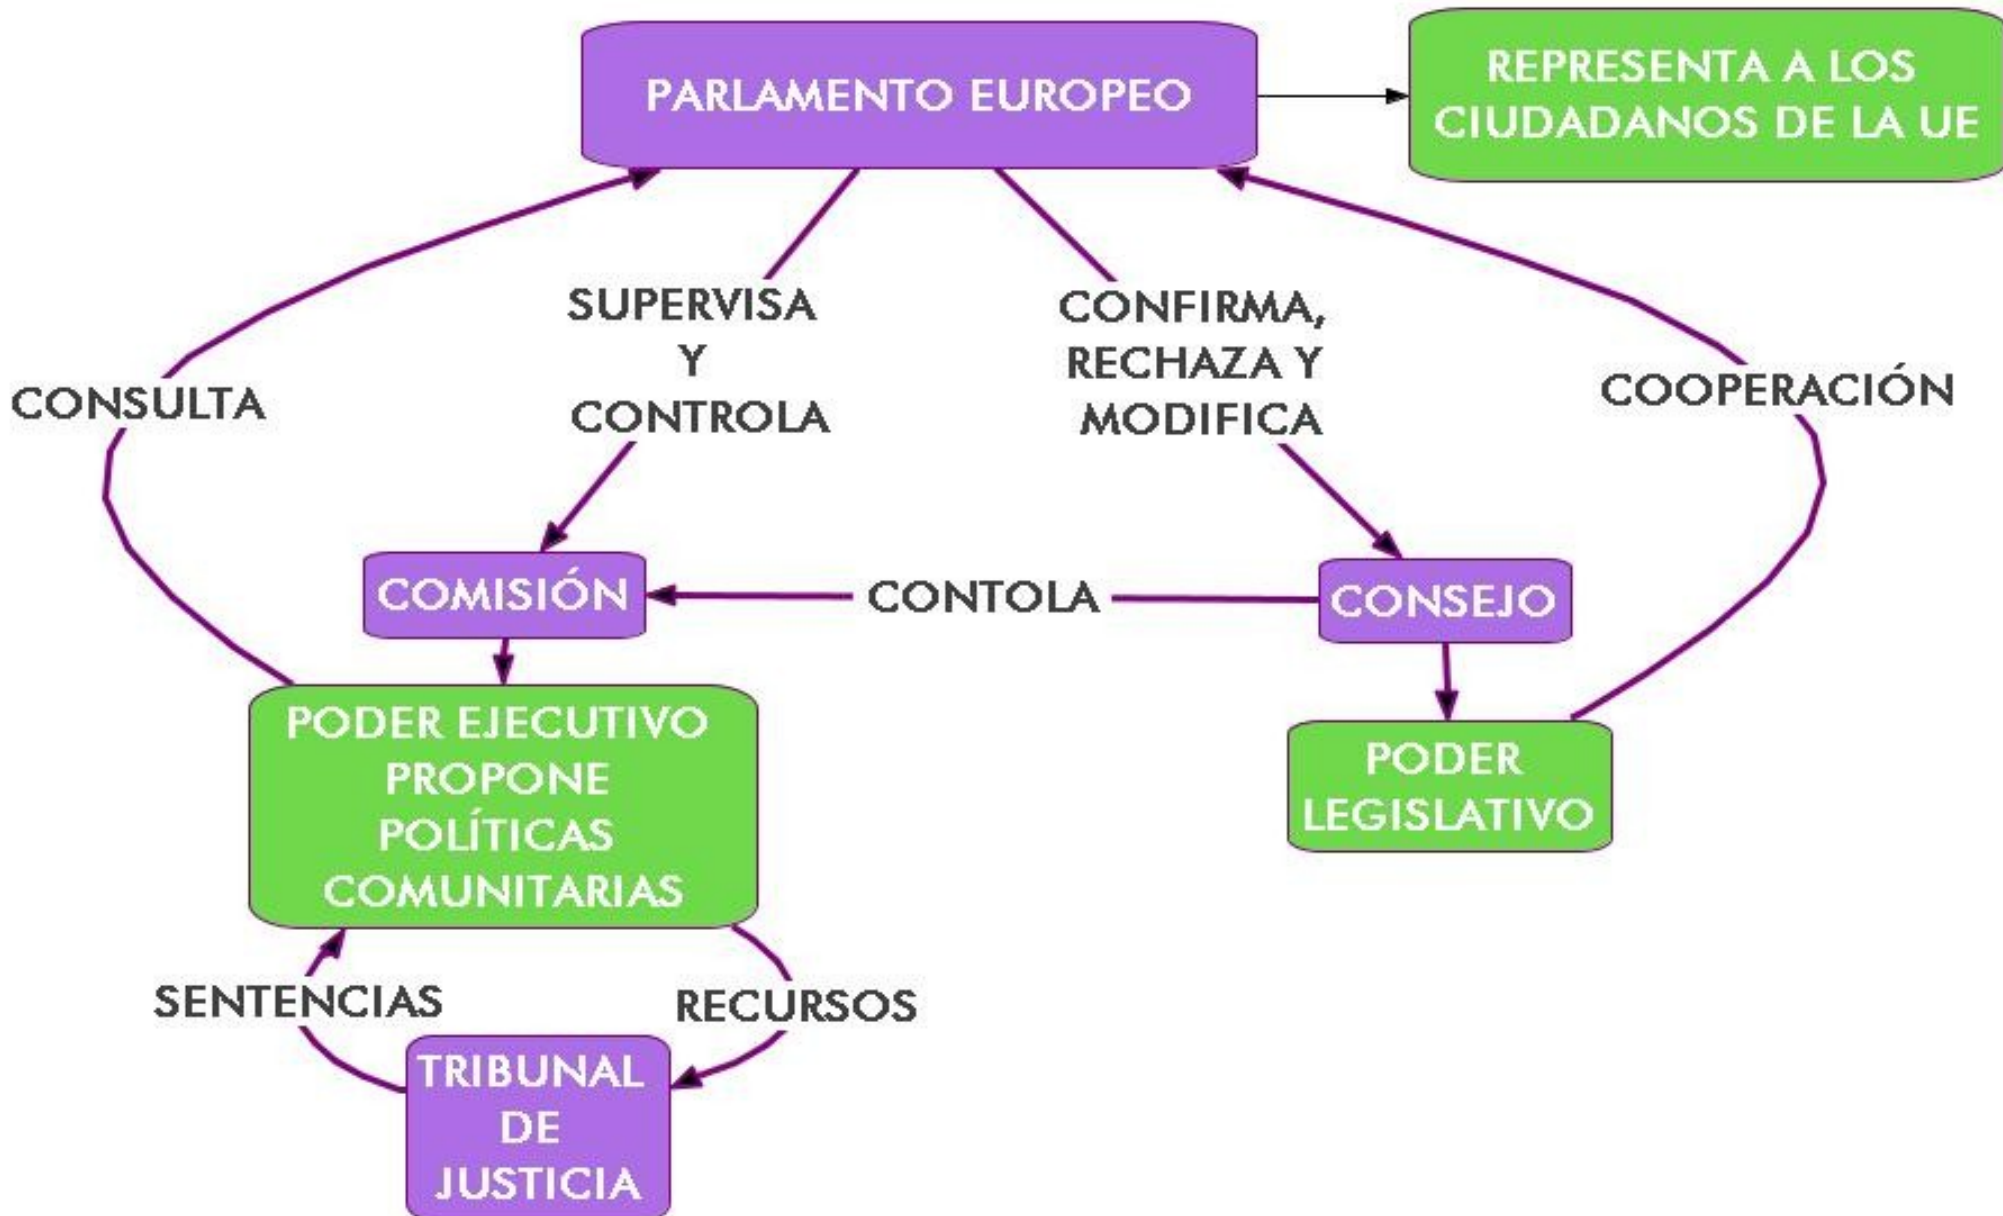 PARLAMENTO EUROPEO
REPRESENTA A LOS
CIUDADANOS DE LA UE
SUPERVISA
Y
CONTROLA
CONFIRMA,
RECHAZA Y
MODIFICA
CONSULTA
COOPERACIÓN
COMISIÓN
CONTOLA
CONSEJO
PODER EJECUTIVO
PROPONE
POLÍTICAS
COMUNITARIAS
PODER
LEGISLATIVO
SENTENCIAS
RECURSOS
TRIBUNAL
DE
JUSTICIA